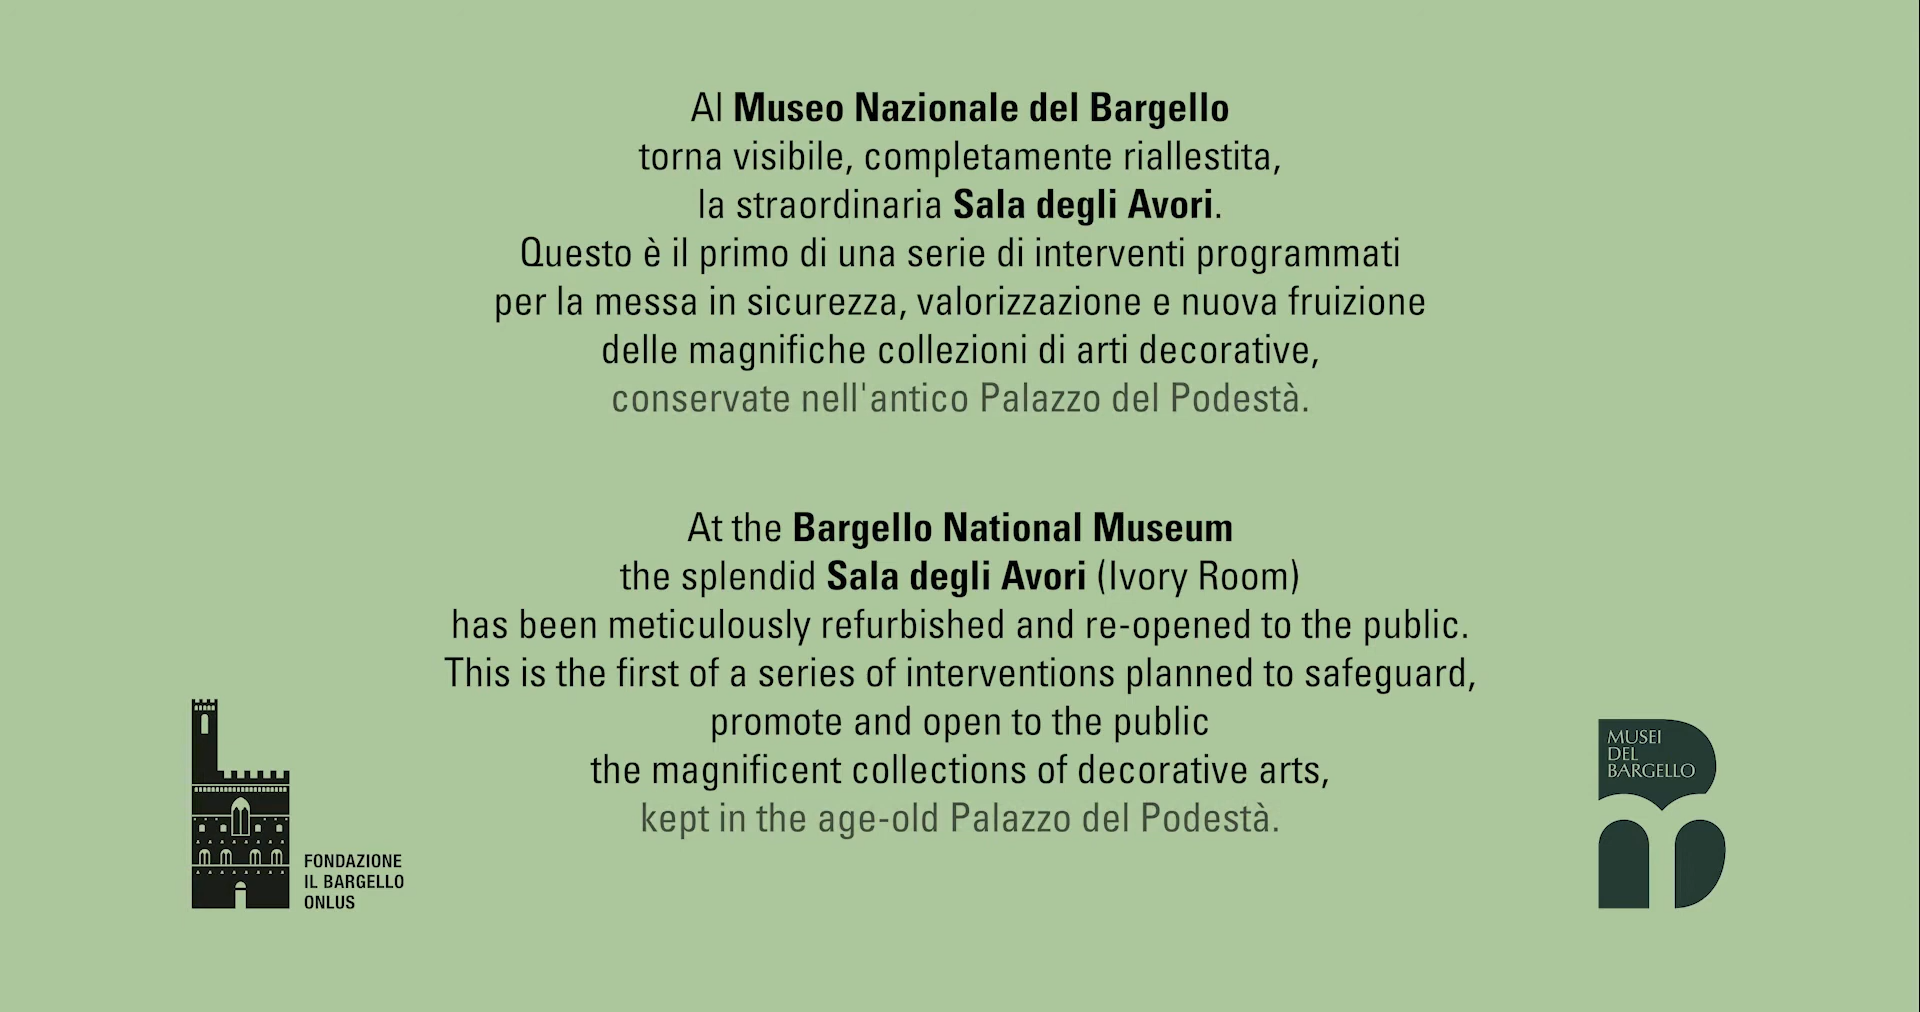 Al Museo Nazionale del Bargello
torna visibile, completamente riallestita,
la straordinaria Sala degli Avori.
Questo è il primo di una serie di interventi programmati
per la messa in sicurezza, valorizzazione e nuova fruizione
delle magnifiche collezioni di arti decorative,
conservate nell'antico Palazzo del Podestà.
At the Bargello National Museum
the splendid Sala degli Avori (Ivory Room)
has been meticulously refurbished and re-opened to the public.
This is the first of a series of interventions planned to safeguard,
promote and open to the public
the magnificent collections of decorative arts,
kept in the age-old Palazzo del Podestà.
FONDAZIONE
IL BARGELLO
ONLUS
MUSEI
DEL
BARGELLO